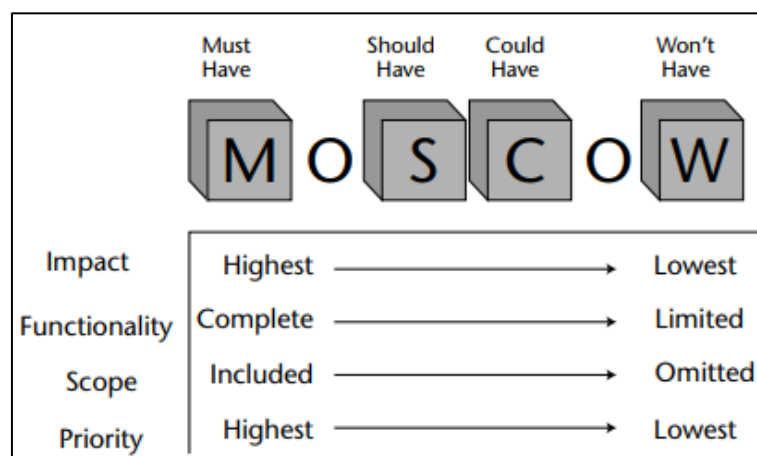 Must Should Could Won't
Have Have Have Have
M O S C O W
Impact Highest Lowest
Functionality Complete Limited
Scope Included Omitted
Priority Highest Lowest